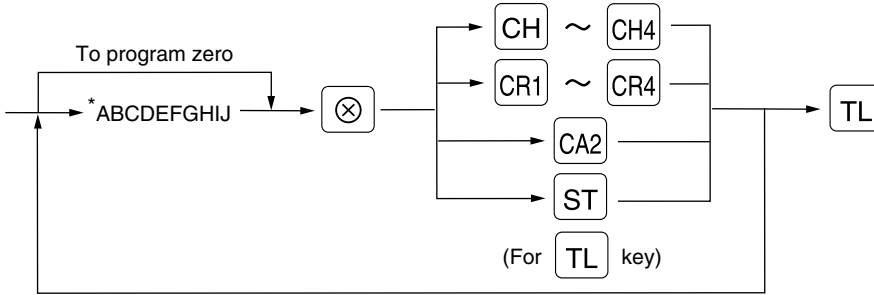 To program zero
*ABCDEFGHIJ
⊗
CH ～ CH4
CR1 ～ CR4
CA2
ST
(For TL key)
TL